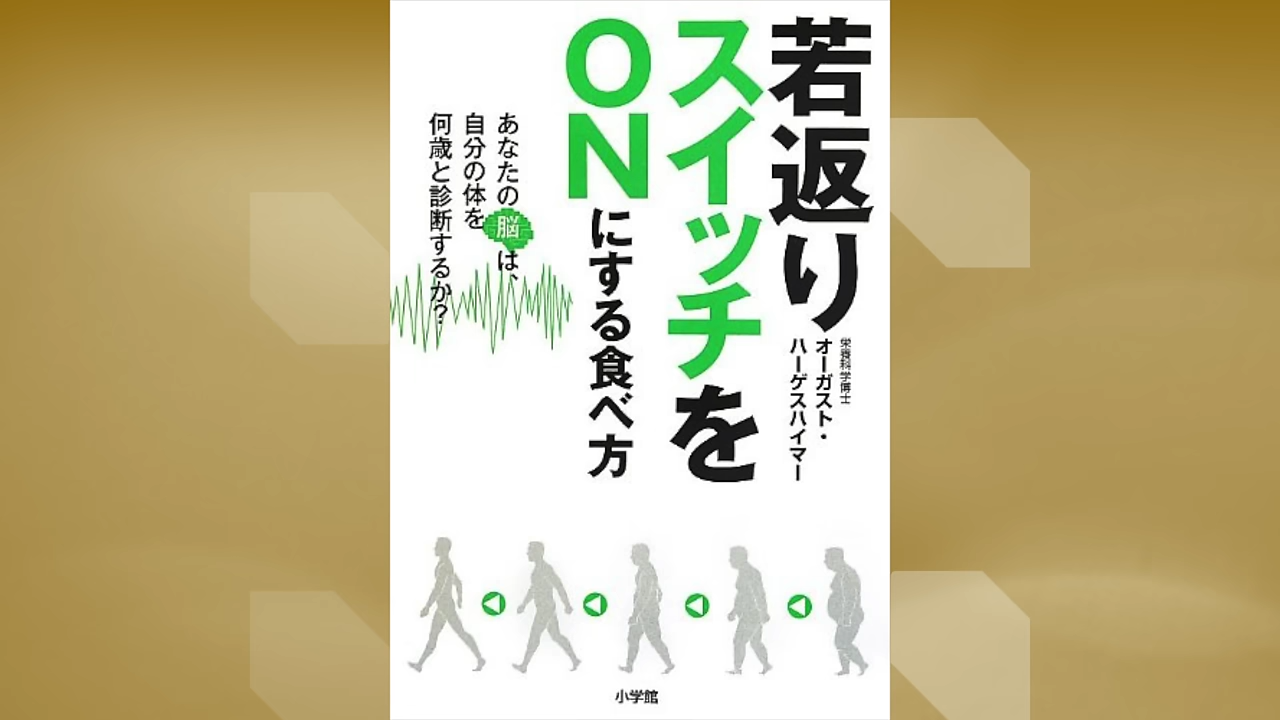 若返り
スイッチを
ONにする食べ方
栄養科学博士
オーガスト・
ハーゲスハイマー
あなたの脳は、
自分の体を
何歳と診断するか?
小学館